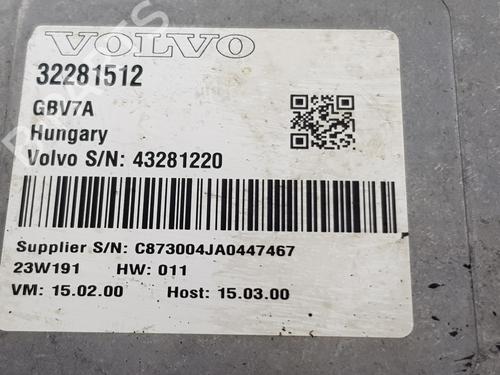 VOLVO
32281512
GBV7A
Hungary
Volvo S/N: 43281220
Supplier S/N: C873004JA0447467
23W191 HW: 011
VM: 15.02.00 Host: 15.03.00